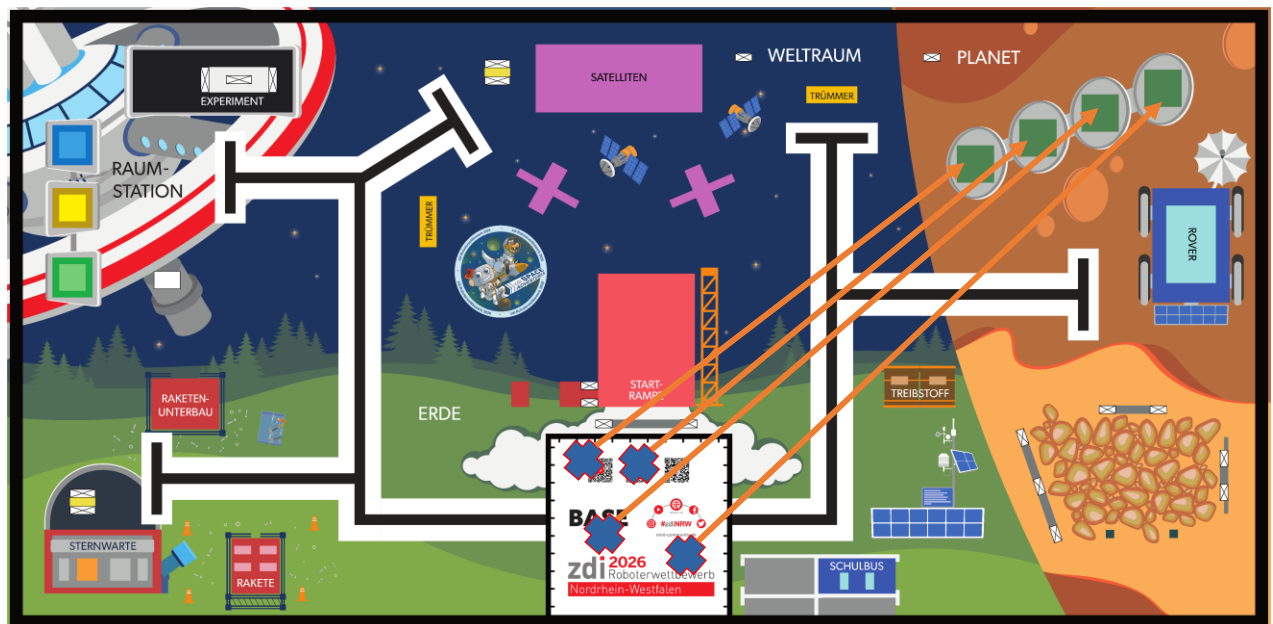 EXPERIMENT
SATELLITEN
WELTRAUM
PLANET
TRÜMMER
RAUM-
STATION
TRÜMMER
ROVER
RAKETEN-
UNTERBAU
ERDE
START-
RAMPE
TREIBSTOFF
STERNWARTE
RAKETE
BASE
#zdiNRW
zdi 2026
Roboterwettbewerb
Nordrhein-Westfalen
SCHULBUS